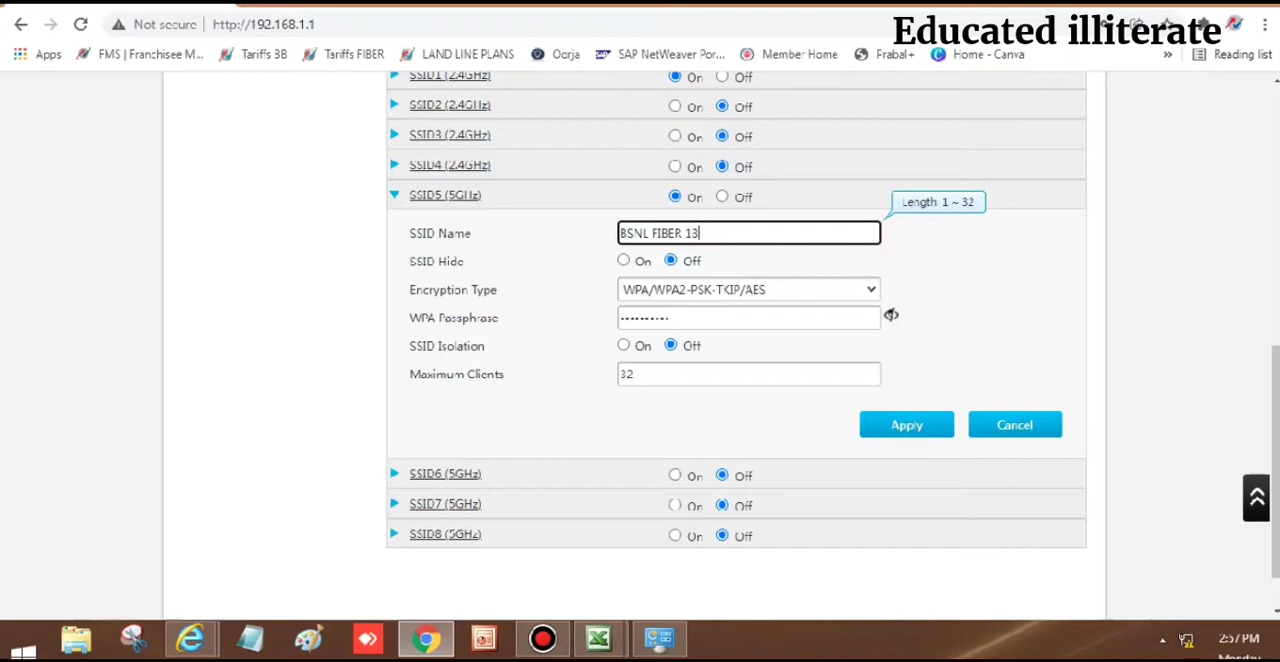 Not secure | http://192.168.1.1
Educated illiterate
Apps FMS | Franchisee M... Tariffs BB Tariffs FIBER LAND LINE PLANS Oorja SAP NetWeaver Por... Member Home Frabal+ Home - Canva » Reading list
SSID1 (2.4GHz) On Off
SSID2 (2.4GHz) On Off
SSID3 (2.4GHz) On Off
SSID4 (2.4GHz) On Off
SSID5 (5GHz) On Off
Length: 1 ~ 32
SSID Name BSNL FIBER 13
SSID Hide On Off
Encryption Type WPA/WPA2-PSK-TKIP/AES
WPA Passphrase ··········
SSID Isolation On Off
Maximum Clients 32
Apply Cancel
SSID6 (5GHz) On Off
SSID7 (5GHz) On Off
SSID8 (5GHz) On Off
2:57 PM
Monday